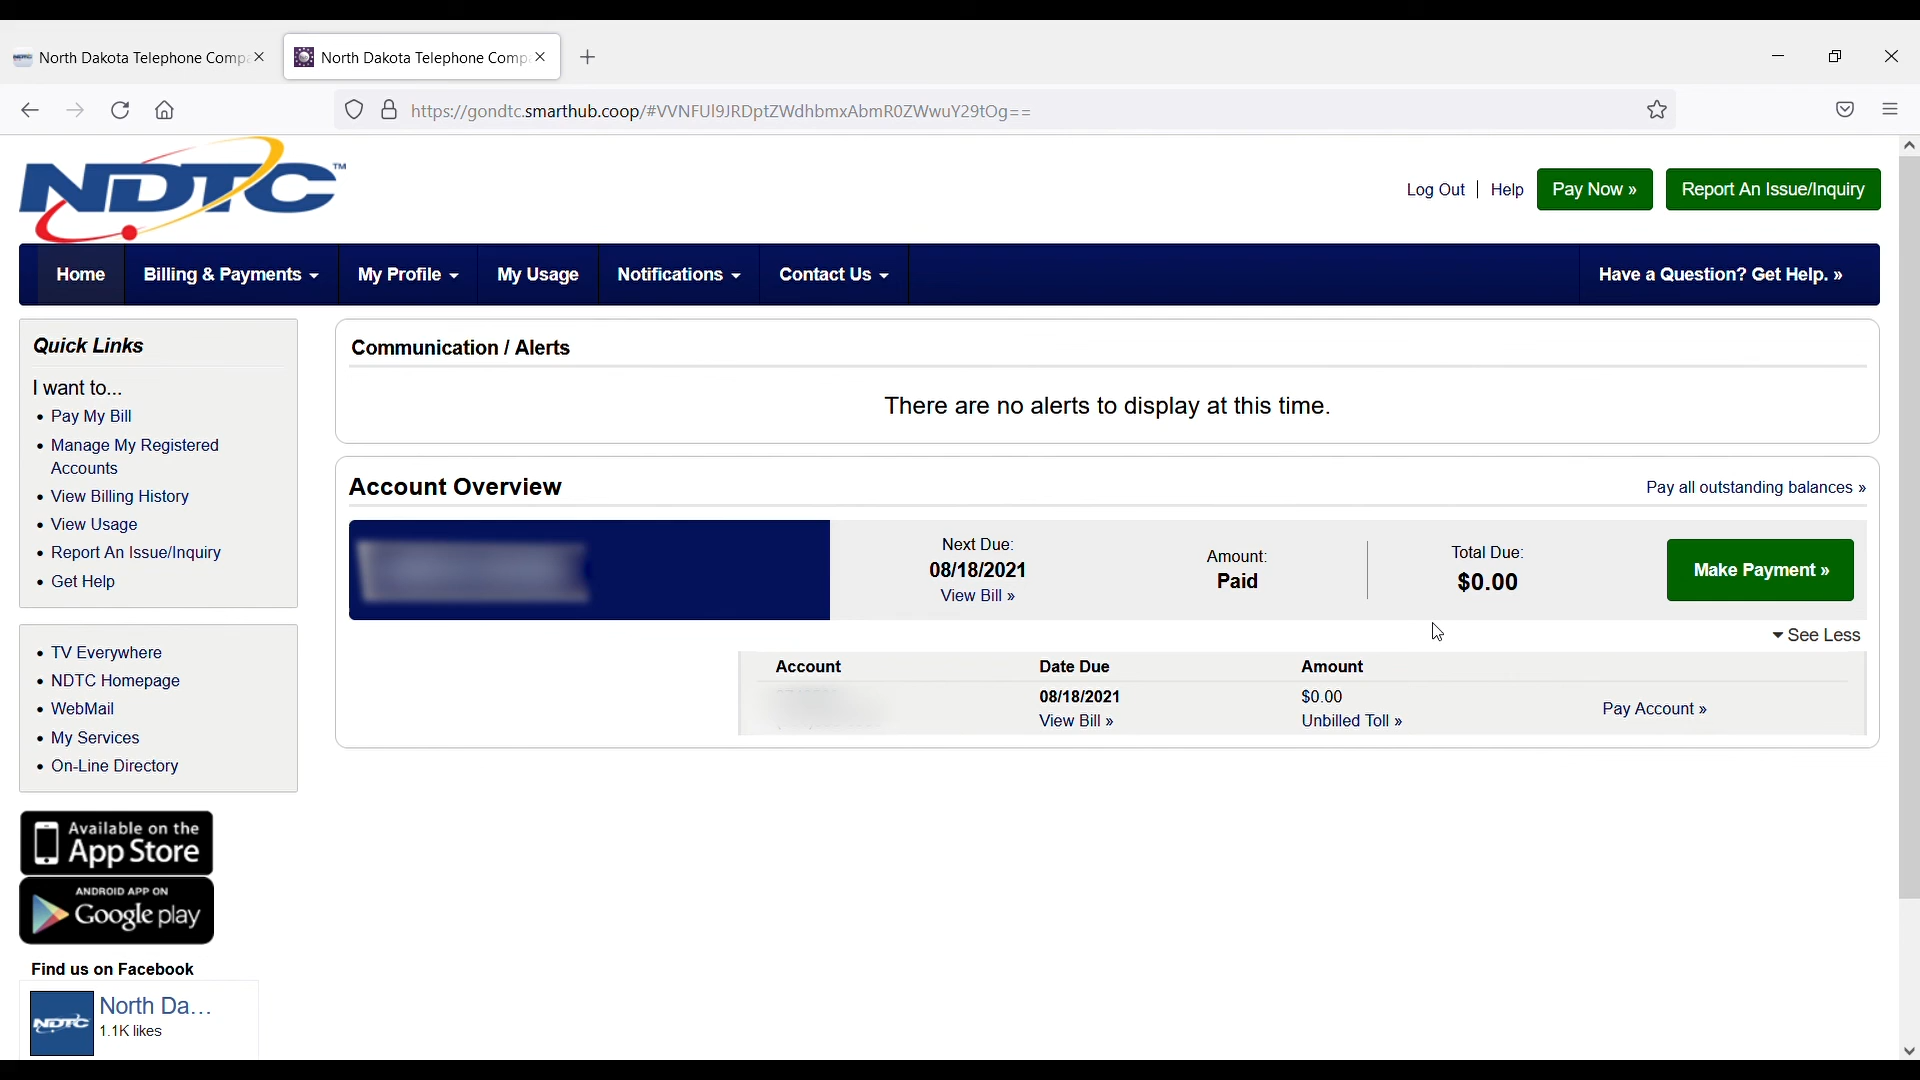 North Dakota Telephone Comp
North Dakota Telephone Comp
https://gondtc.smarthub.coop/#VVNFUl9JRDptZWdhbmxAbmR0ZWwuY29tOg==
NDTC™
Log Out
Help
Pay Now »
Report An Issue/Inquiry
Home
Billing & Payments
My Profile
My Usage
Notifications
Contact Us
Have a Question? Get Help. »
Quick Links
I want to...
• Pay My Bill
• Manage My Registered
Accounts
• View Billing History
• View Usage
• Report An Issue/Inquiry
• Get Help
Communication / Alerts
There are no alerts to display at this time.
Account Overview
Pay all outstanding balances »
Next Due:
08/18/2021
View Bill »
Amount:
Paid
Total Due:
$0.00
Make Payment »
See Less
Account
Date Due
Amount
08/18/2021
$0.00
View Bill »
Unbilled Toll »
Pay Account »
• TV Everywhere
• NDTC Homepage
• WebMail
• My Services
• On-Line Directory
Available on the
App Store
ANDROID APP ON
Google play
Find us on Facebook
NDTC
North Da...
1.1K likes